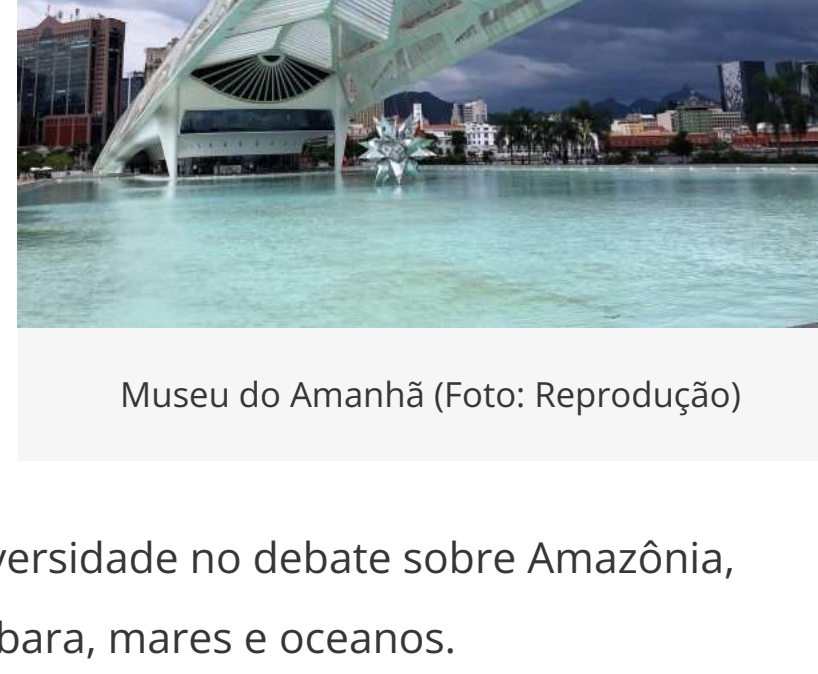 Museu do Amanhã (Foto: Reprodução)
versidade no debate sobre Amazônia,
bara, mares e oceanos.